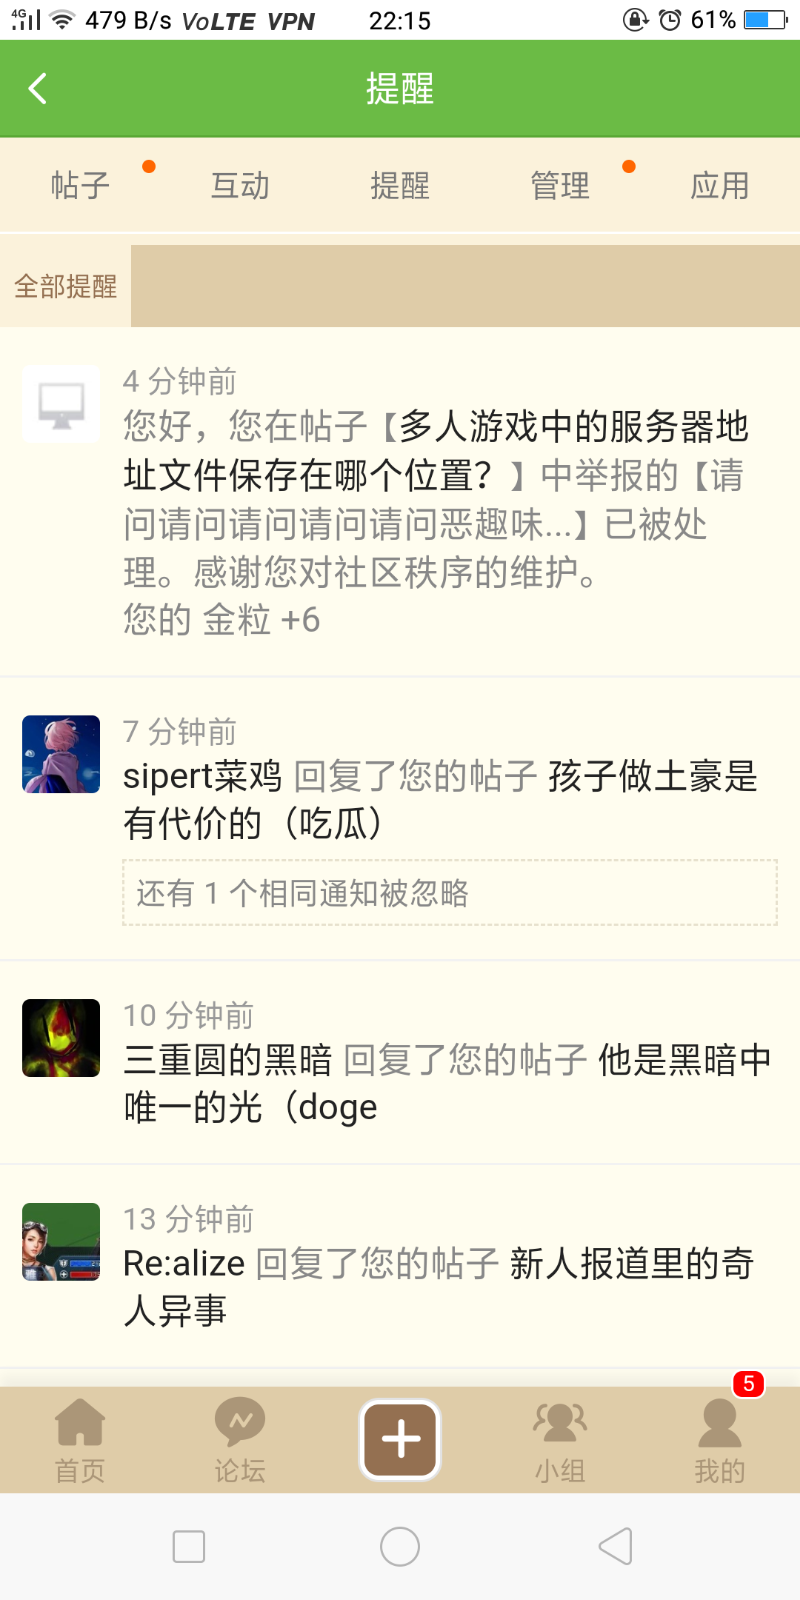 4G 479 B/s VoLTE VPN 22:15 61%
提醒
帖子 互动 提醒 管理 应用
全部提醒
4 分钟前
您好，您在帖子【多人游戏中的服务器地
址文件保存在哪个位置？】中举报的【请
问请问请问请问请问恶趣味...】已被处
理。感谢您对社区秩序的维护。
您的 金粒 +6
7 分钟前
sipert菜鸡 回复了您的帖子 孩子做土豪是
有代价的（吃瓜）
还有 1 个相同通知被忽略
10 分钟前
三重圆的黑暗 回复了您的帖子 他是黑暗中
唯一的光（doge
13 分钟前
Re:alize 回复了您的帖子 新人报道里的奇
人异事
5
首页 论坛 小组 我的